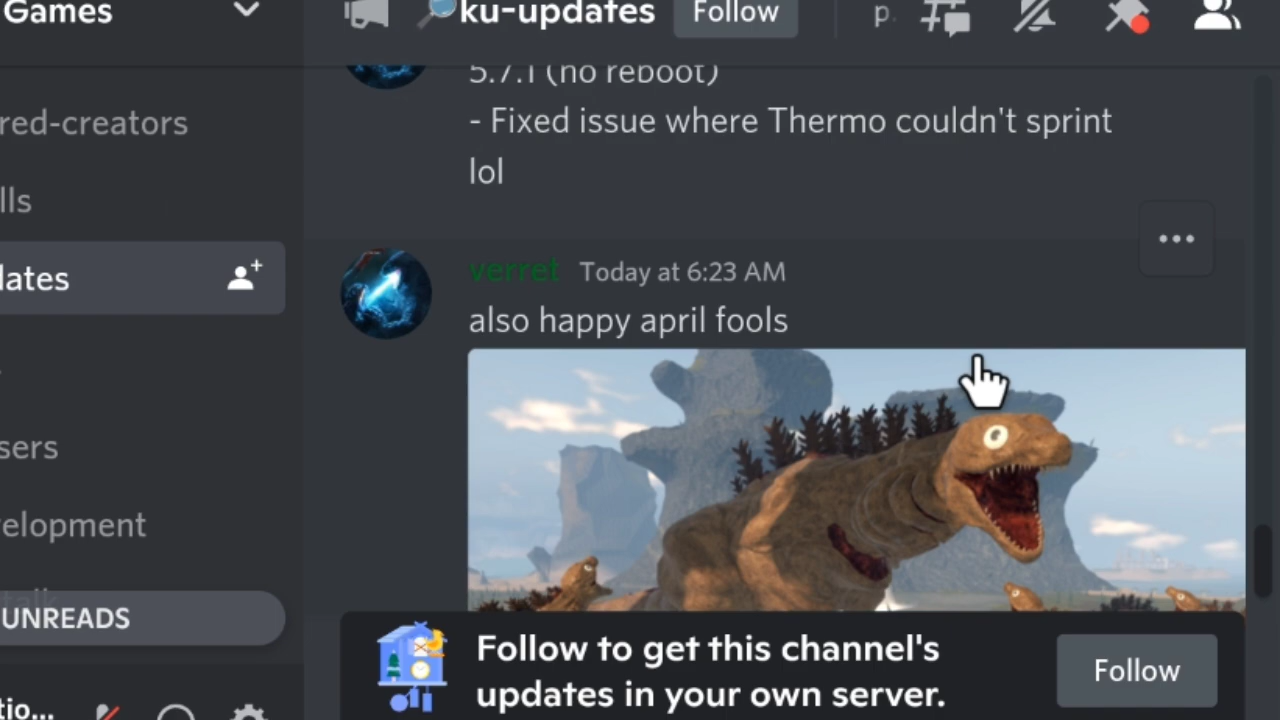 Games
ku-updates
Follow
p
red-creators
lls
lates
sers
elopment
UNREADS
tio...
5.7.1 (no reboot)
- Fixed issue where Thermo couldn't sprint
lol
verret Today at 6:23 AM
also happy april fools
Follow to get this channel's
updates in your own server.
Follow